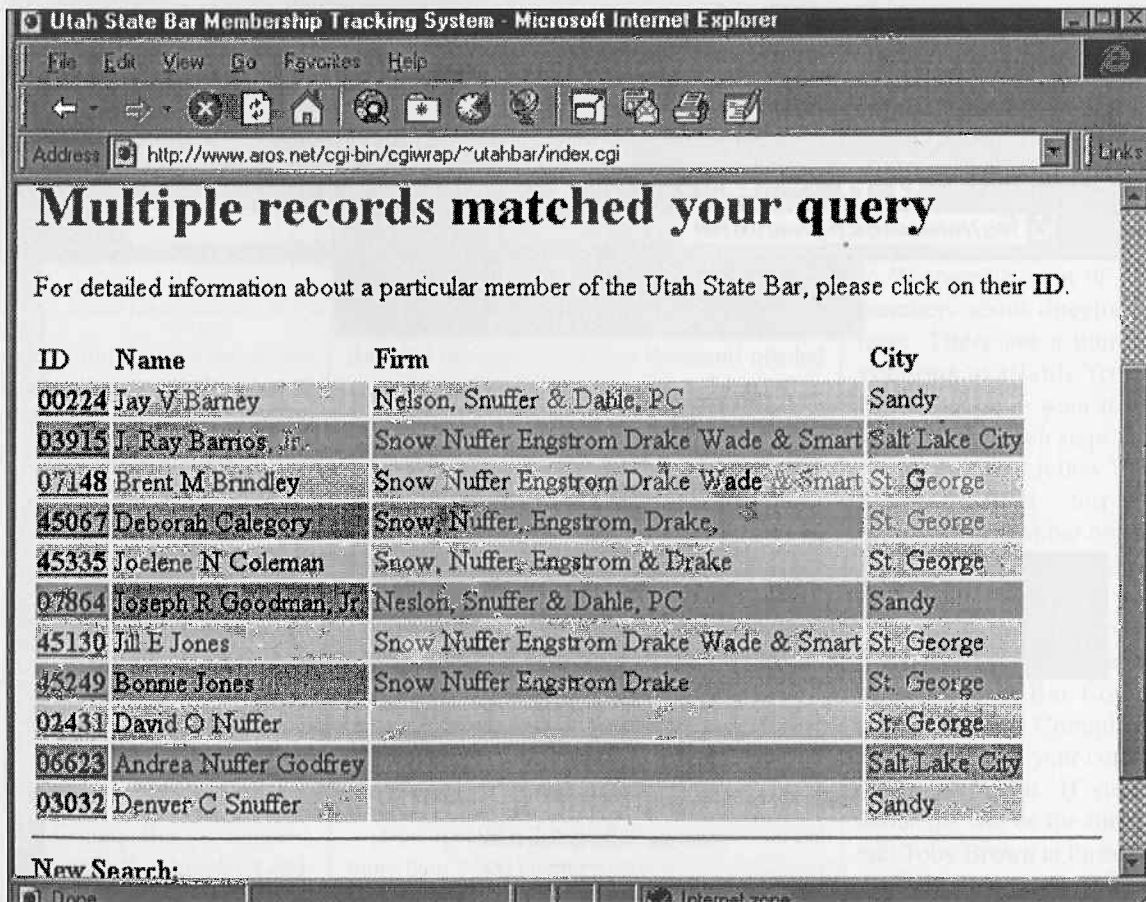 Utah State Bar Membership Tracking System - Microsoft Internet Explorer
File Edit View Go Favorites Help
Address http://www.aros.net/cgi-bin/cgiwrap/~utahbar/index.cgi Links
Multiple records matched your query
For detailed information about a particular member of the Utah State Bar, please click on their ID.
ID Name Firm City
00224 Jay V Barney Nelson, Snuffer & Dahle, PC Sandy
03915 J. Ray Barrios, Jr. Snow Nuffer Engstrom Drake Wade & Smart Salt Lake City
07148 Brent M Brindley Snow Nuffer Engstrom Drake Wade & Smart St. George
45067 Deborah Calegory Snow, Nuffer, Engstrom, Drake, St. George
45335 Joelene N Coleman Snow, Nuffer, Engstrom & Drake St. George
07864 Joseph R Goodman, Jr. Neslon, Snuffer & Dahle, PC Sandy
45130 Jill E Jones Snow Nuffer Engstrom Drake Wade & Smart St. George
45249 Bonnie Jones Snow Nuffer Engstrom Drake St. George
02431 David O Nuffer St. George
06623 Andrea Nuffer Godfrey Salt Lake City
03032 Denver C Snuffer Sandy
New Search:
Done Internet zone